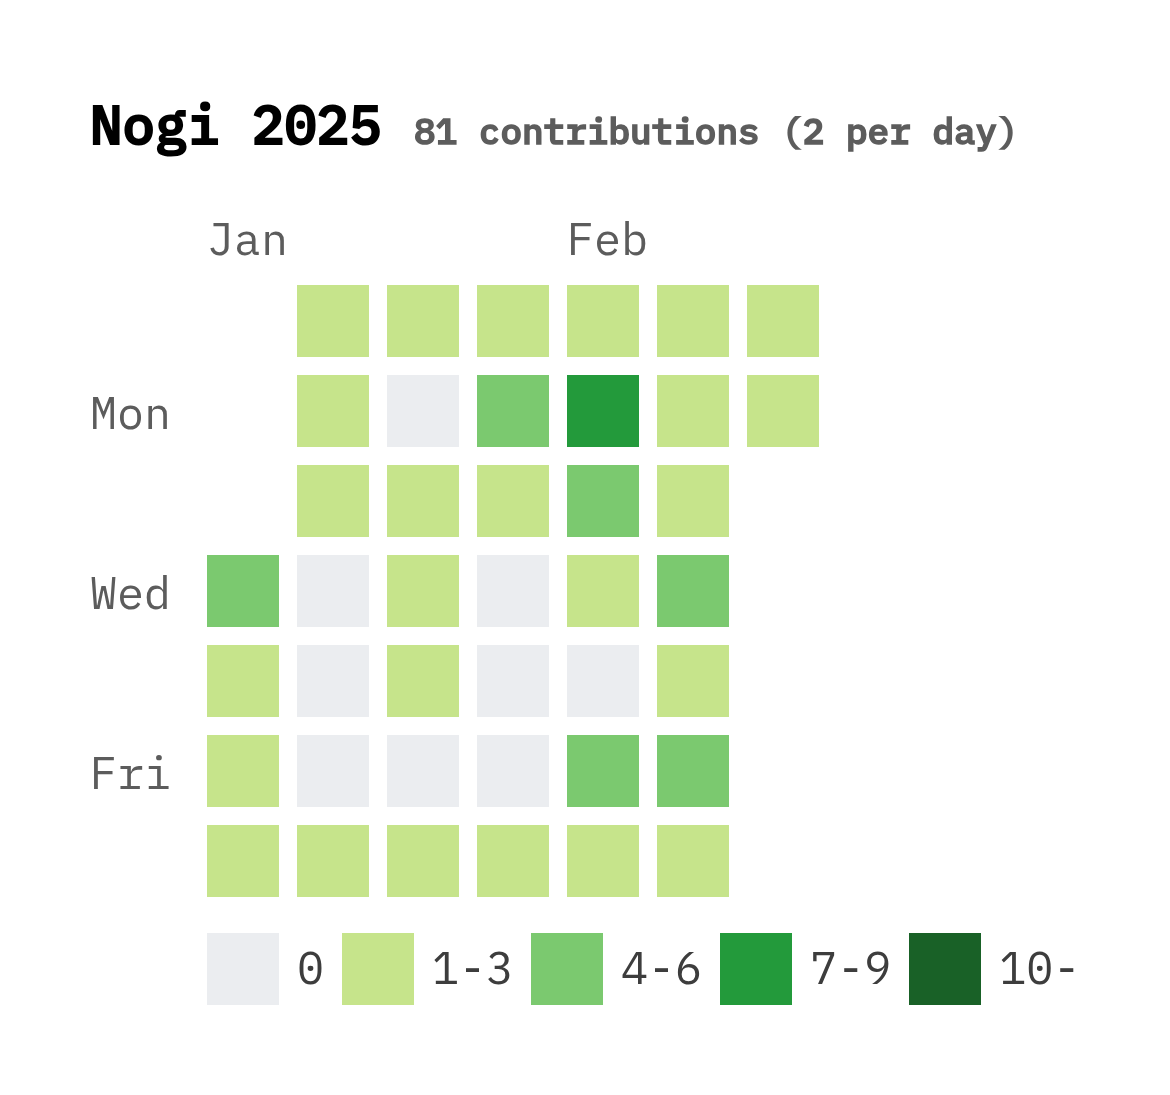 Nogi 2025 81 contributions (2 per day)
Jan Feb
Mon
Wed
Fri
0 1-3 4-6 7-9 10-